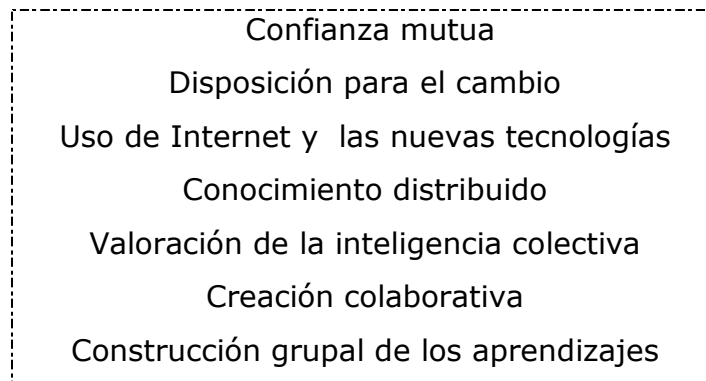 Confianza mutua
Disposición para el cambio
Uso de Internet y  las nuevas tecnologías
Conocimiento distribuido
Valoración de la inteligencia colectiva
Creación colaborativa
Construcción grupal de los aprendizajes